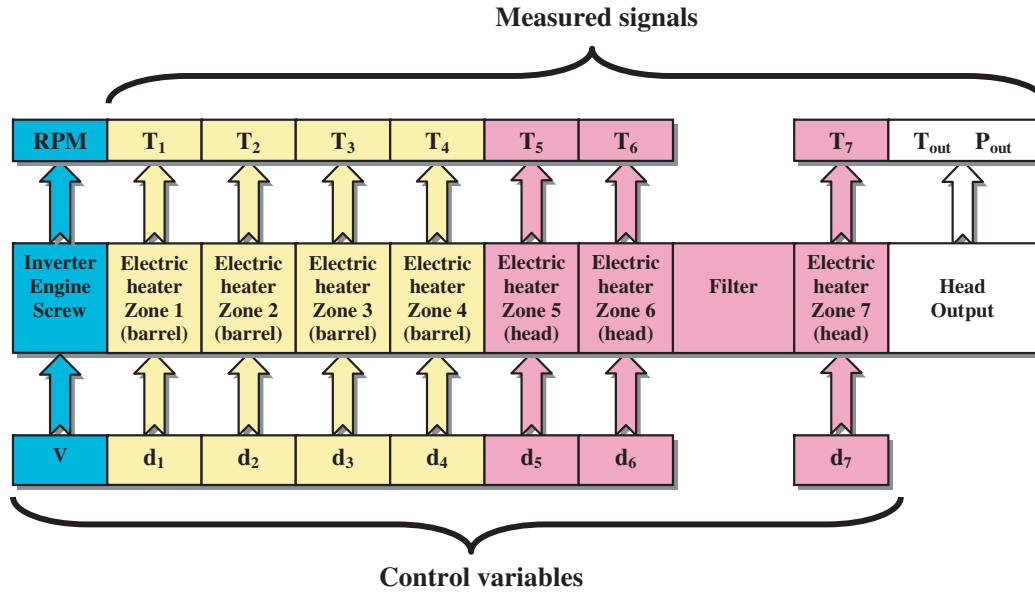 Measured signals
RPM T₁ T₂ T₃ T₄ T₅ T₆ T₇ Tout Pout
Inverter Engine Screw
Electric heater Zone 1 (barrel)
Electric heater Zone 2 (barrel)
Electric heater Zone 3 (barrel)
Electric heater Zone 4 (barrel)
Electric heater Zone 5 (head)
Electric heater Zone 6 (head)
Filter
Electric heater Zone 7 (head)
Head Output
V d₁ d₂ d₃ d₄ d₅ d₆ d₇
Control variables